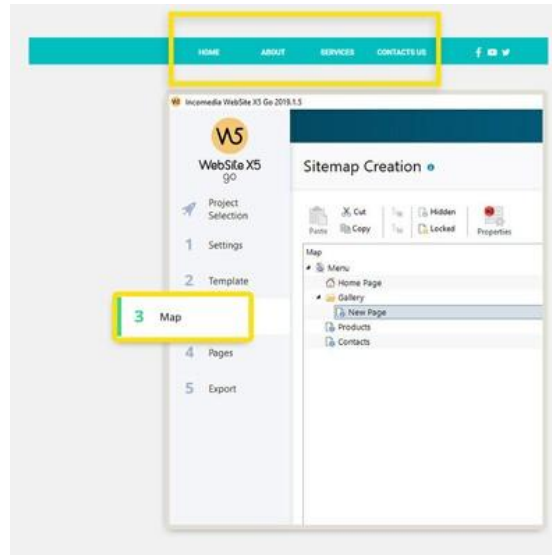 HOME ABOUT SERVICES CONTACTS US
Incomedia WebSite X5 Go 2019.1.5
WebSite X5
go
Sitemap Creation
Project
Selection
1 Settings
2 Template
3 Map
4 Pages
5 Export
Paste Cut Copy Hidden Locked Properties
Map
Menu
Home Page
Gallery
New Page
Products
Contacts